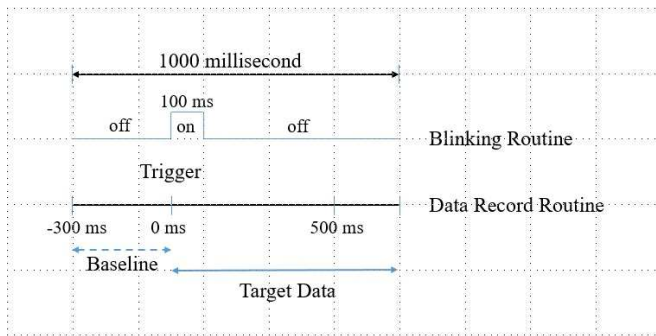 1000 millisecond
100 ms
off on off
Blinking Routine
Trigger
Data Record Routine
-300 ms 0 ms 500 ms
Baseline
Target Data